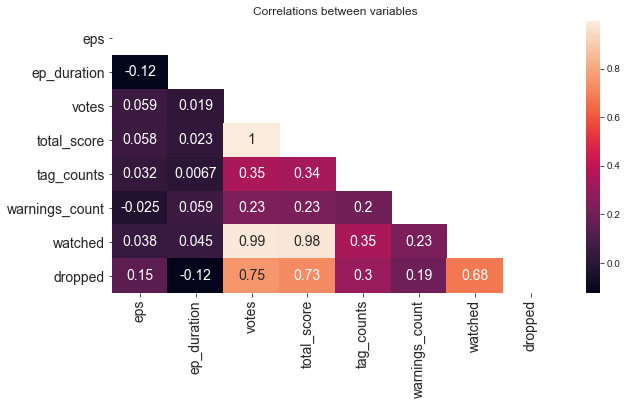 Correlations between variables
eps
ep_duration -0.12
votes 0.059 0.019
total_score 0.058 0.023 1
tag_counts 0.032 0.0067 0.35 0.34
warnings_count -0.025 0.059 0.23 0.23 0.2
watched 0.038 0.045 0.99 0.98 0.35 0.23
dropped 0.15 -0.12 0.75 0.73 0.3 0.19 0.68
eps
ep_duration
votes
total_score
tag_counts
warnings_count
watched
dropped
0.8
0.6
0.4
0.2
0.0